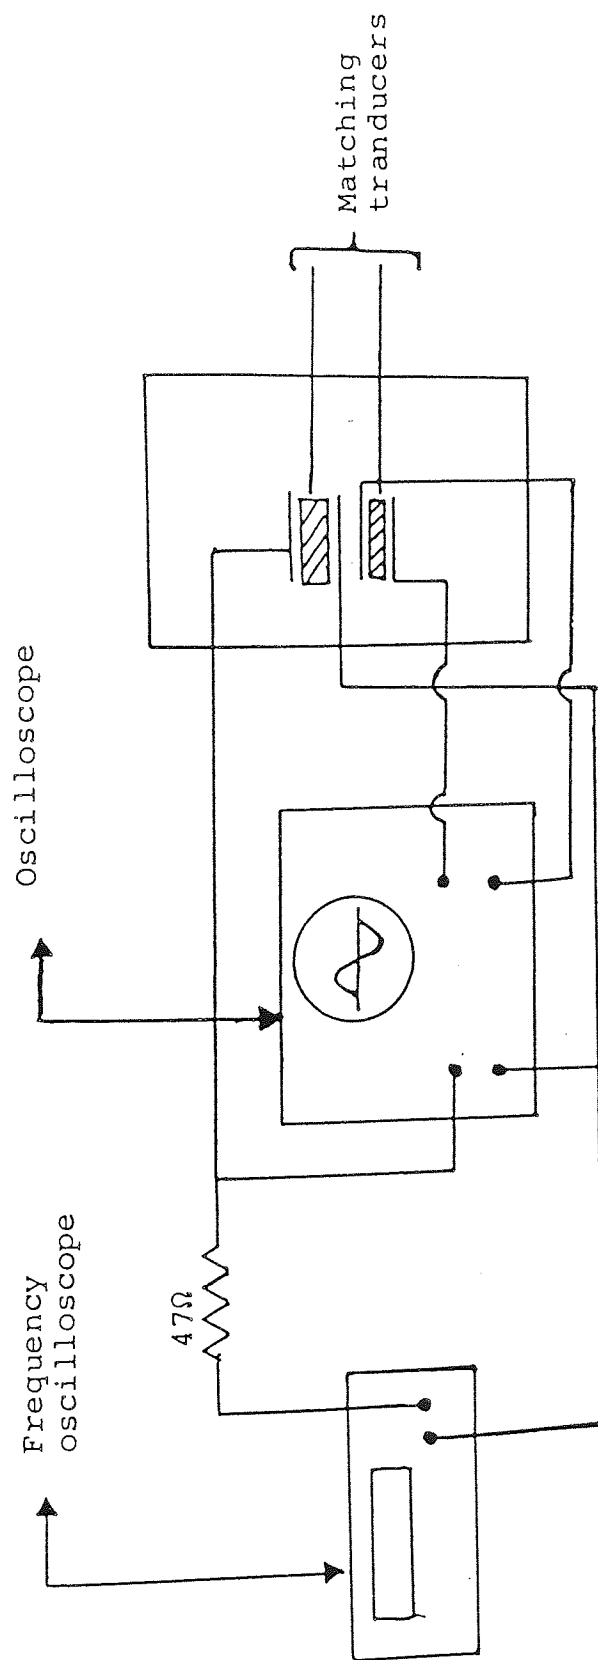 Frequency
oscilloscope
47Ω
Oscilloscope
Matching
tranducers